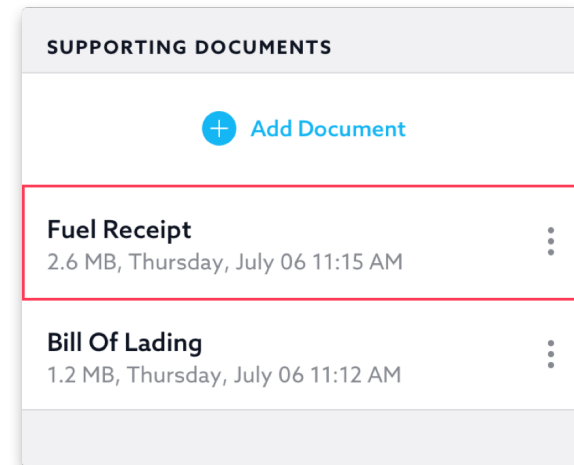 SUPPORTING DOCUMENTS
Add Document
Fuel Receipt
2.6 MB, Thursday, July 06 11:15 AM
Bill Of Lading
1.2 MB, Thursday, July 06 11:12 AM